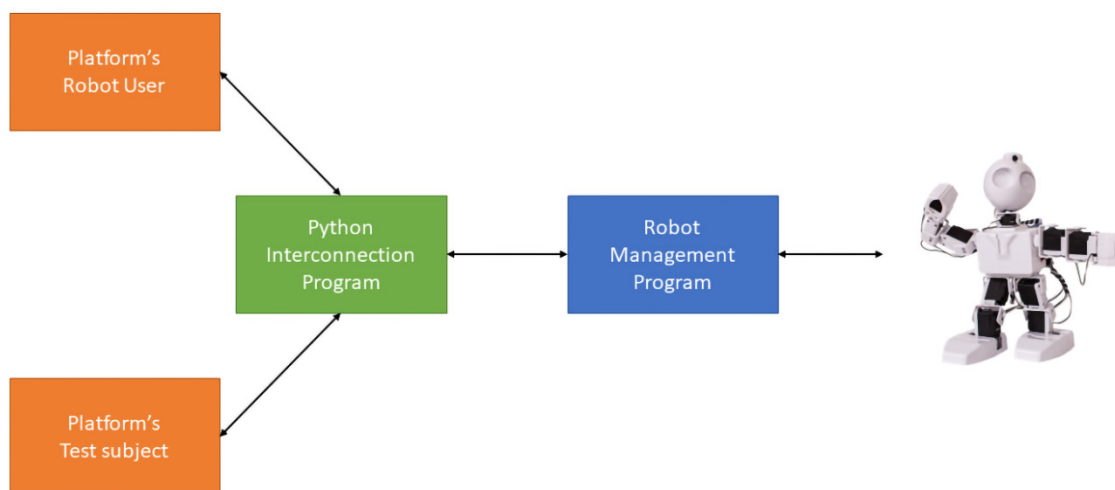 Platform's
Robot User
Python
Interconnection
Program
Robot
Management
Program
Platform's
Test subject